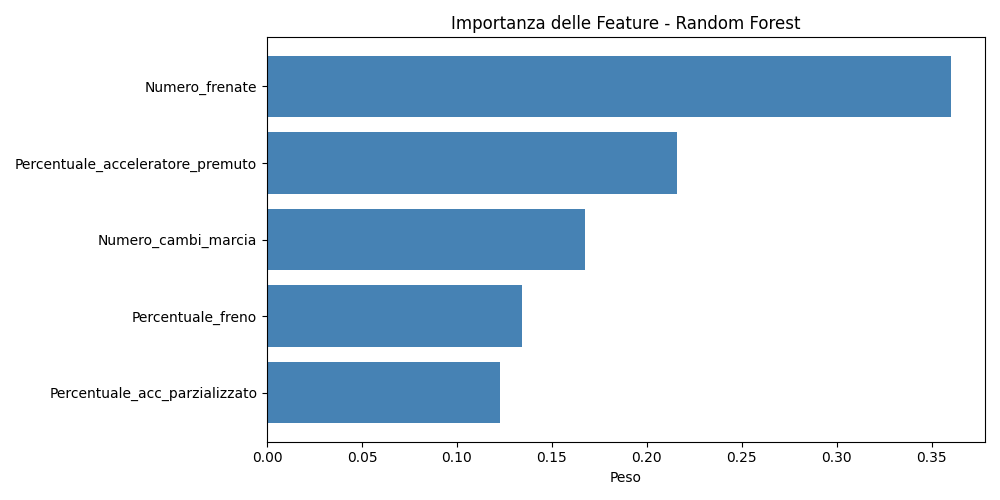 Importanza delle Feature - Random Forest
Numero_frenate
Percentuale_acceleratore_premuto
Numero_cambi_marcia
Percentuale_freno
Percentuale_acc_parzializzato
0.00 0.05 0.10 0.15 0.20 0.25 0.30 0.35
Peso